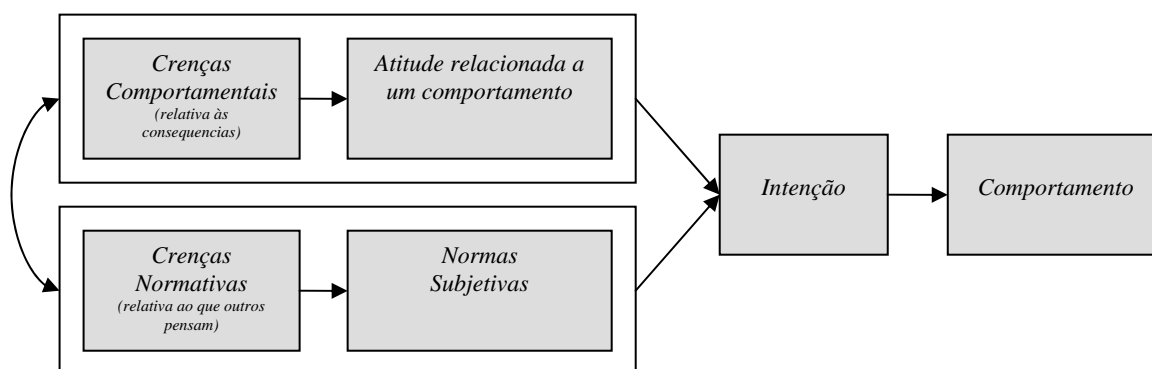 Crenças
Comportamentais
(relativa às
consequencias)
Atitude relacionada a
um comportamento
Intenção
Comportamento
Crenças
Normativas
(relativa ao que outros
pensam)
Normas
Subjetivas